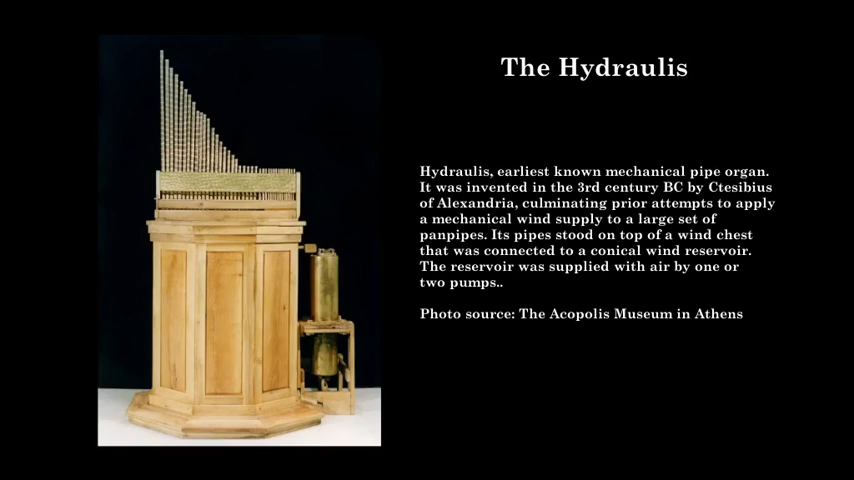 The Hydraulis
Hydraulis, earliest known mechanical pipe organ.
It was invented in the 3rd century BC by Ctesibius
of Alexandria, culminating prior attempts to apply
a mechanical wind supply to a large set of
panpipes. Its pipes stood on top of a wind chest
that was connected to a conical wind reservoir.
The reservoir was supplied with air by one or
two pumps..
Photo source: The Acopolis Museum in Athens